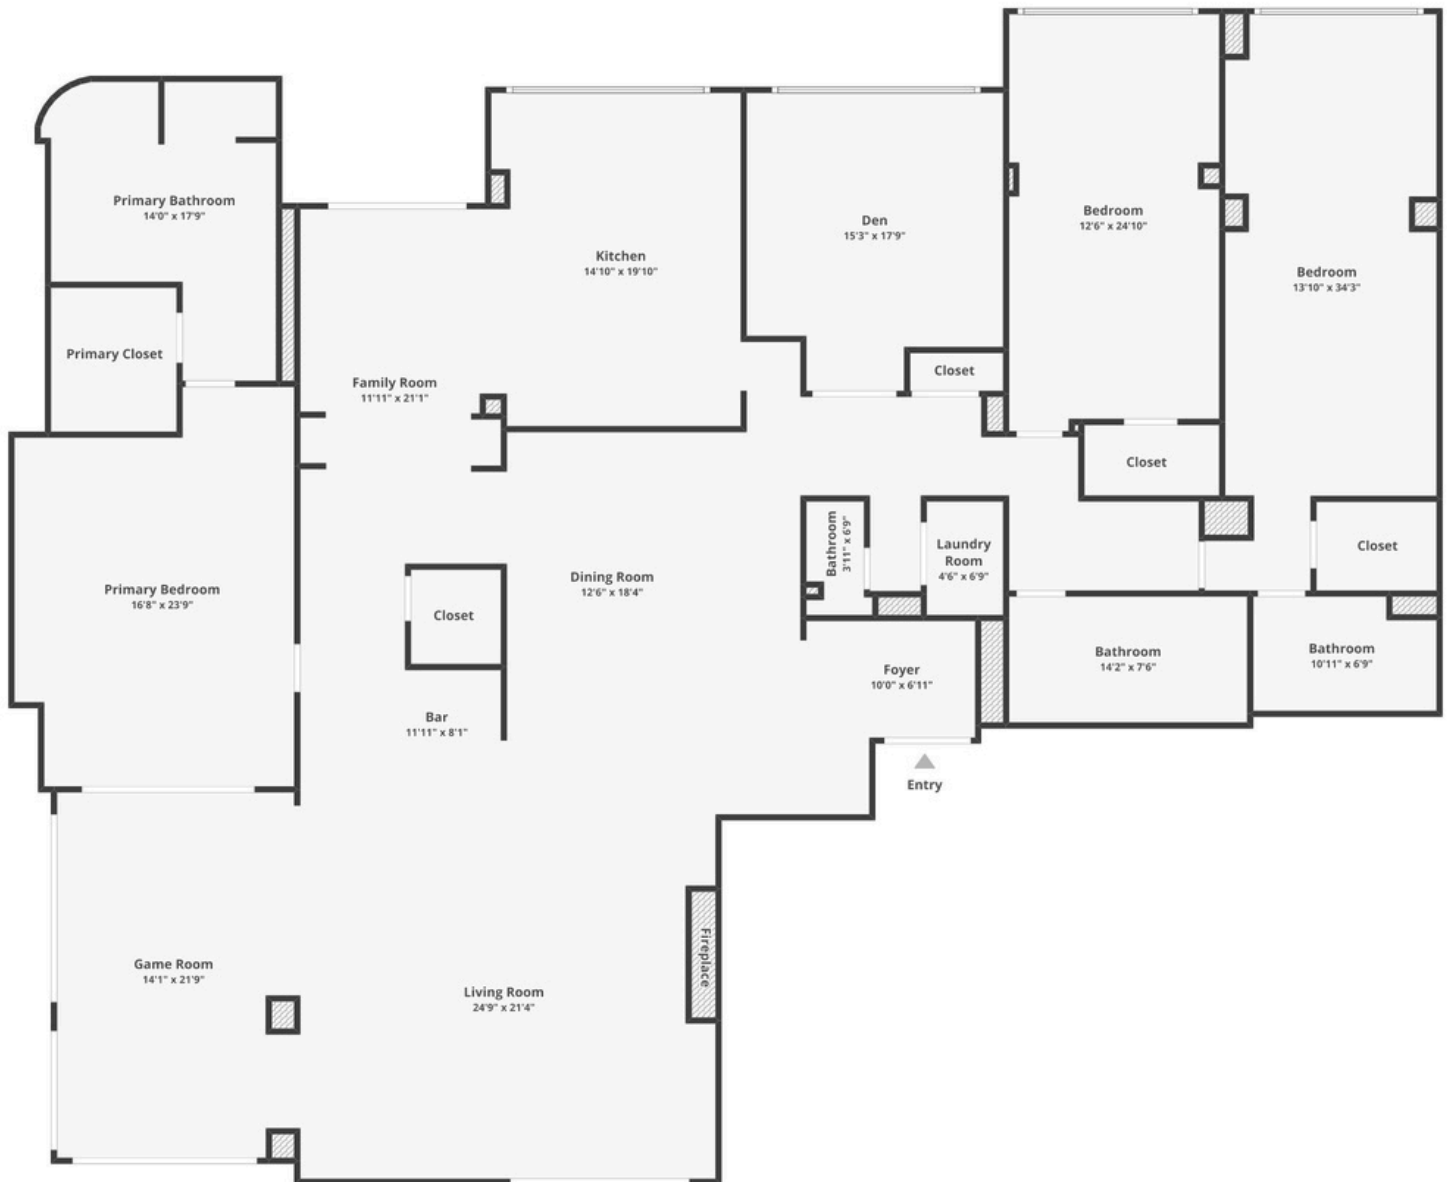 Primary Bathroom
14'0" x 17'9"
Kitchen
14'10" x 19'10"
Den
15'3" x 17'9"
Bedroom
12'6" x 24'10"
Bedroom
13'10" x 34'3"
Primary Closet
Family Room
11'11" x 21'1"
Closet
Closet
Primary Bedroom
16'8" x 23'9"
Closet
Dining Room
12'6" x 18'4"
Bathroom
3'11" x 6'9"
Laundry
Room
4'6" x 6'9"
Closet
Bar
11'11" x 8'1"
Foyer
10'0" x 6'11"
Bathroom
14'2" x 7'6"
Bathroom
10'11" x 6'9"
Entry
Game Room
14'1" x 21'9"
Living Room
24'9" x 21'4"
Fireplace